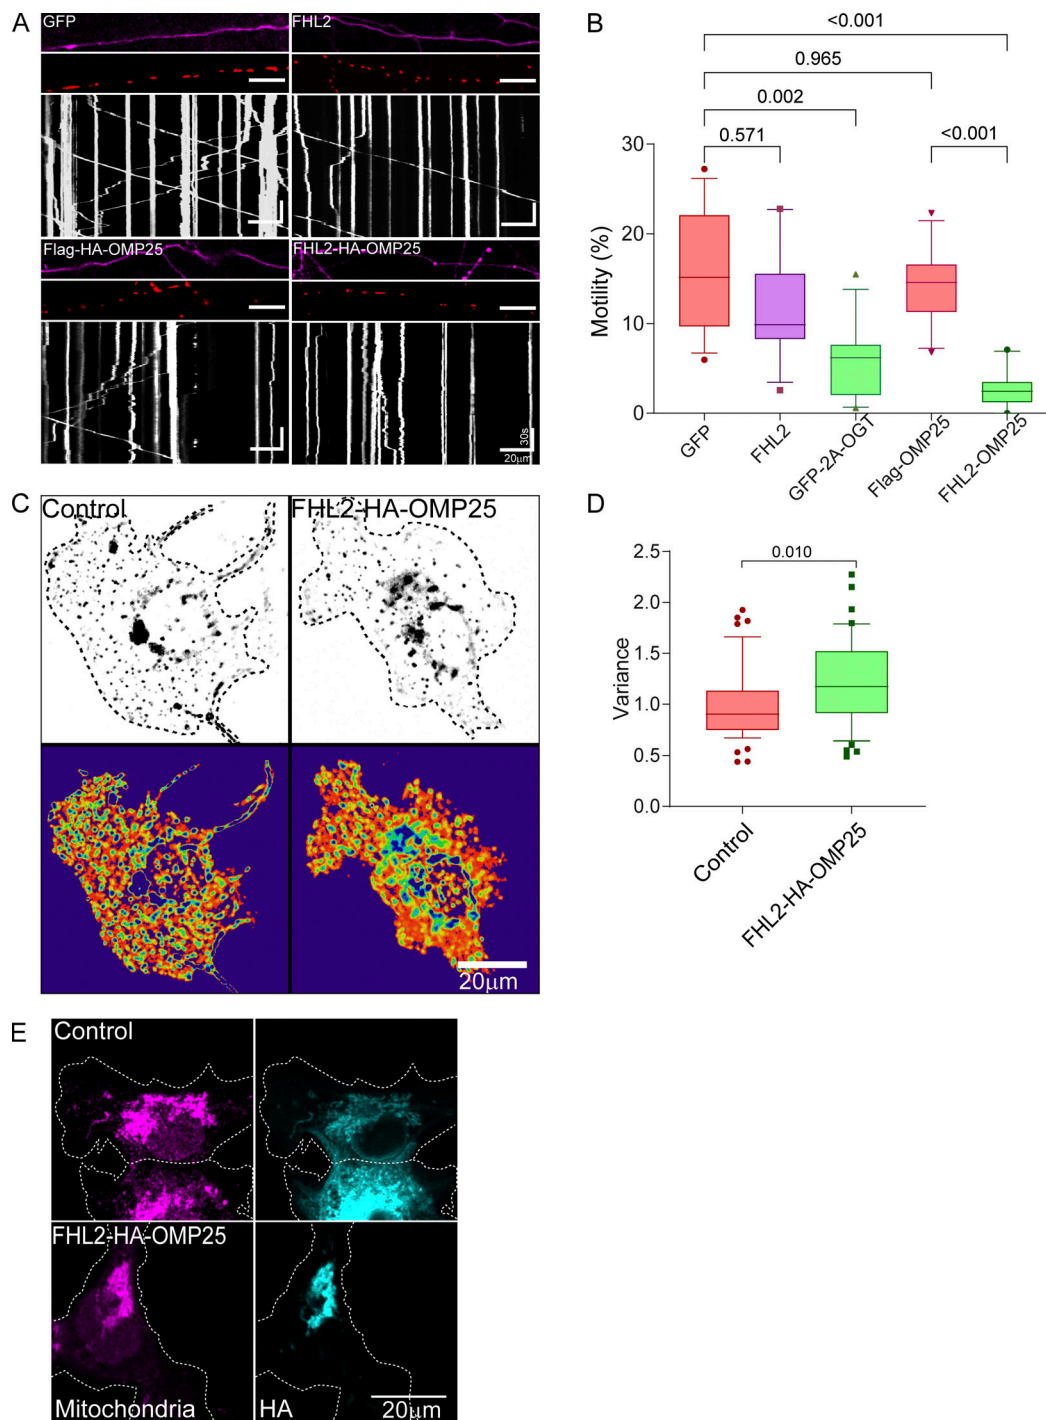 A
GFP
FHL2
Flag-HA-OMP25
FHL2-HA-OMP25
30s
20μm
B
<0.001
0.965
0.002
<0.001
0.571
Motility (%)
30
20
10
0
GFP
FHL2
GFP-2A-OGT
Flag-OMP25
FHL2-OMP25
C
Control
FHL2-HA-OMP25
20μm
D
0.010
Variance
2.5
2.0
1.5
1.0
0.5
0.0
Control
FHL2-HA-OMP25
E
Control
FHL2-HA-OMP25
Mitochondria
HA
20μm